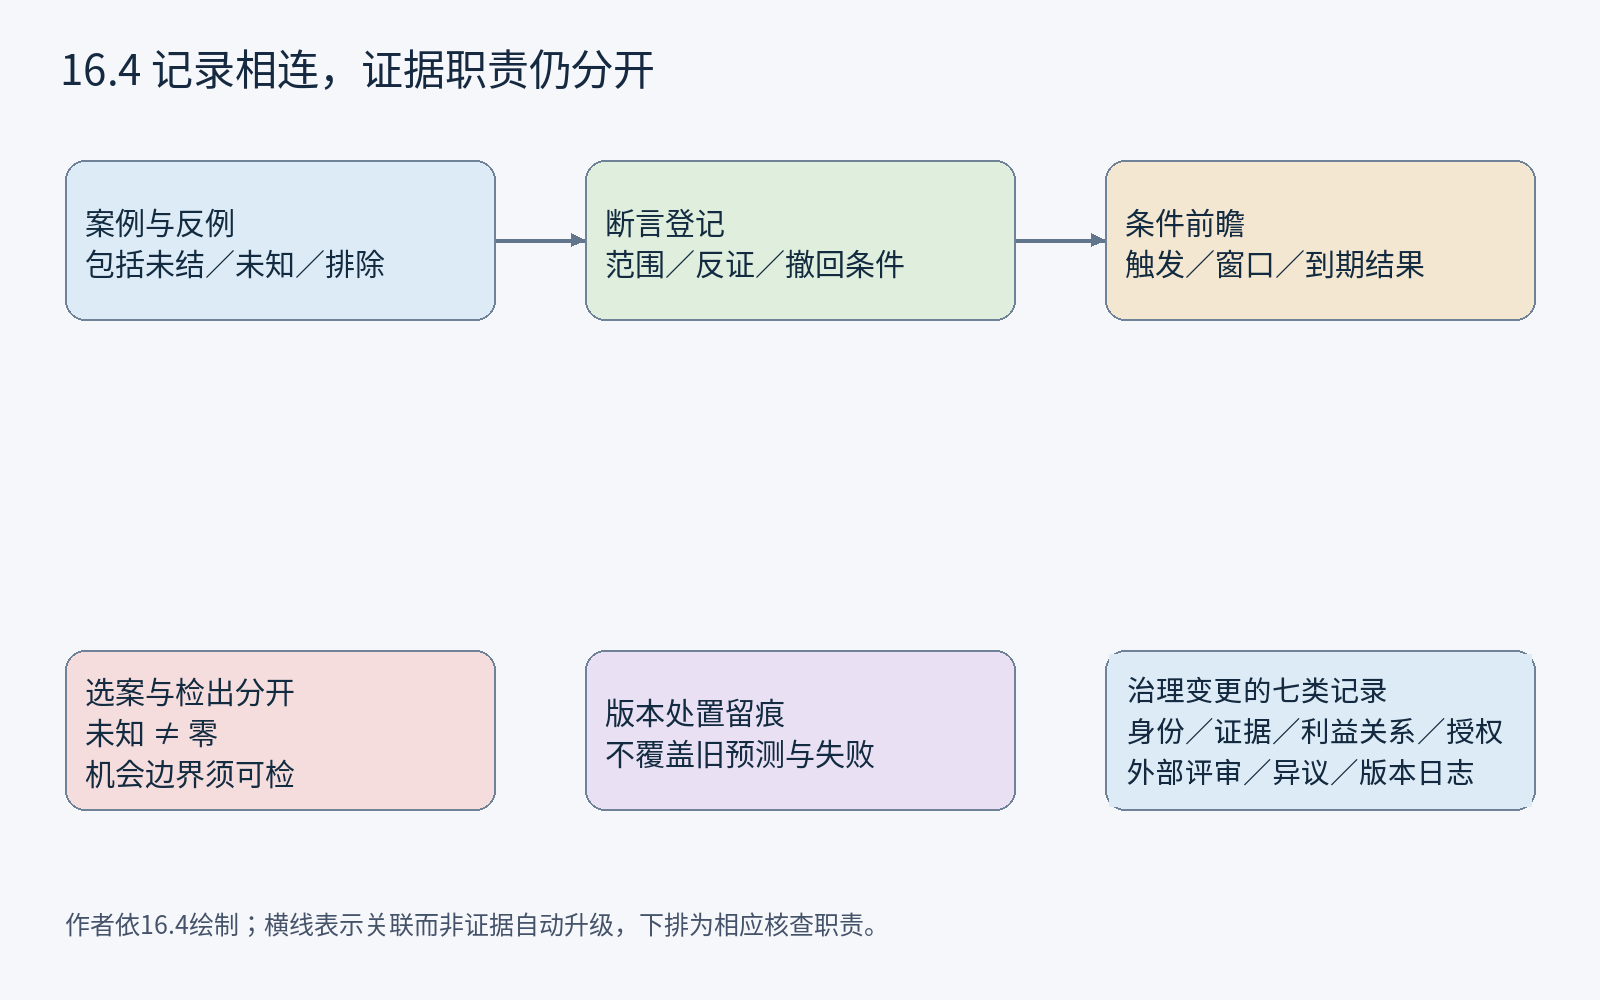 16.4 记录相连，证据职责仍分开
案例与反例
包括未结／未知／排除
断言登记
范围／反证／撤回条件
条件前瞻
触发／窗口／到期结果
选案与检出分开
未知 ≠ 零
机会边界须可检
版本处置留痕
不覆盖旧预测与失败
治理变更的七类记录
身份／证据／利益关系／授权
外部评审／异议／版本日志
作者依16.4绘制；横线表示关联而非证据自动升级，下排为相应核查职责。